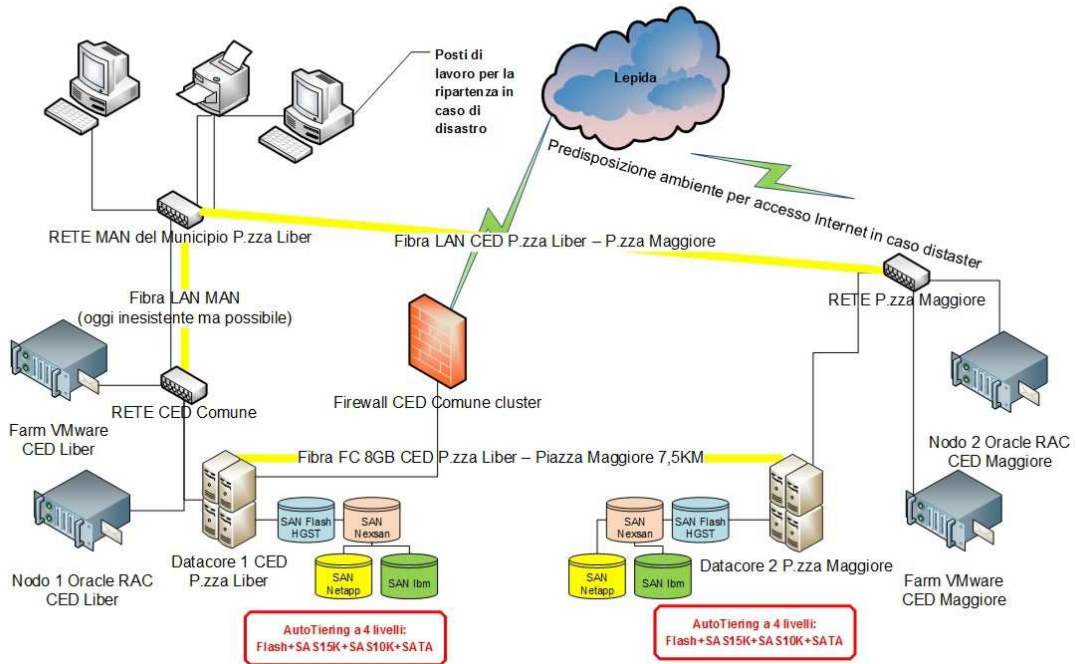 Posti di
lavoro per la
ripartenza in
caso di
disastro
Lepida
Predisposizione ambiente per accesso Internet in caso distaster
RETE MAN del Municipio P.zza Liber
Fibra LAN CED P.zza Liber – P.zza Maggiore
RETE P.zza Maggiore
Fibra LAN MAN
(oggi inesistente ma possibile)
RETE CED Comune
Firewall CED Comune cluster
Farm VMware
CED Liber
Nodo 2 Oracle RAC
CED Maggiore
Fibra FC 8GB CED P.zza Liber – Piazza Maggiore 7,5KM
Nodo 1 Oracle RAC
CED Liber
Datacore 1 CED
P.zza Liber
SAN Flash
HGST
SAN
Nexsan
SAN
Netapp
SAN Ibm
SAN
Nexsan
SAN Flash
HGST
SAN
Netapp
SAN Ibm
Datacore 2 P.zza Maggiore
Farm VMware
CED Maggiore
AutoTiering a 4 livelli:
Flash+SAS15K+SAS10K+SATA
AutoTiering a 4 livelli:
Flash+SAS15K+SAS10K+SATA